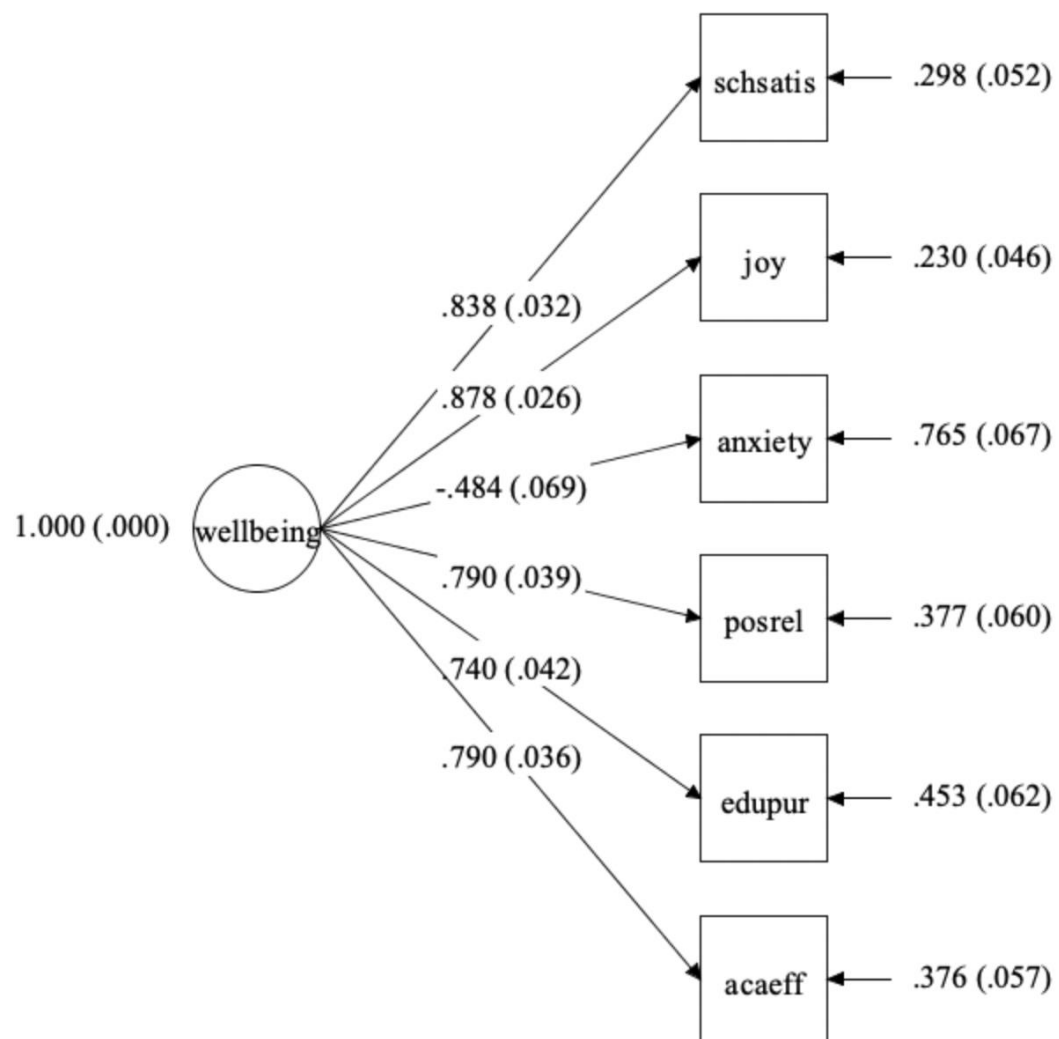 schsatis
.298 (.052)
joy
.230 (.046)
.838 (.032)
.878 (.026)
anxiety
.765 (.067)
-.484 (.069)
1.000 (.000)
wellbeing
.790 (.039)
posrel
.377 (.060)
.740 (.042)
.790 (.036)
edupur
.453 (.062)
acaeff
.376 (.057)